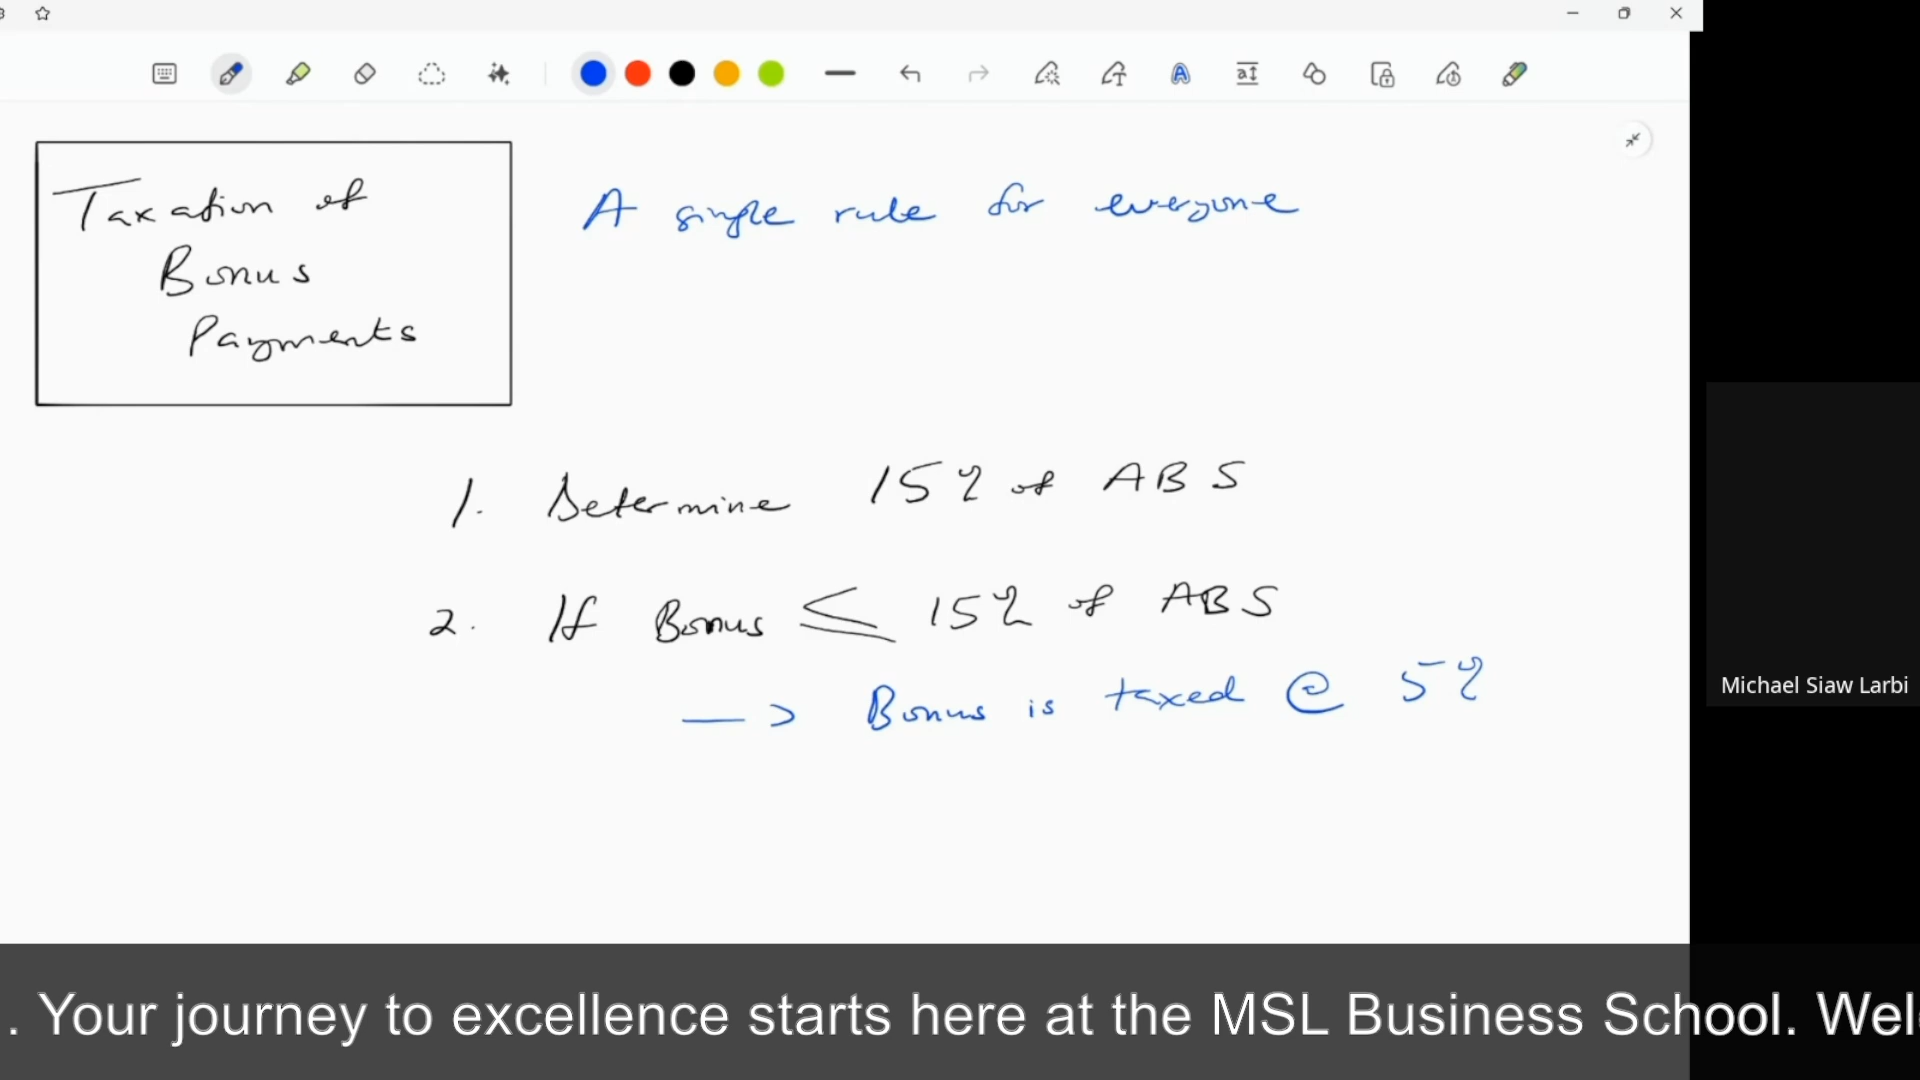 Taxation of
Bonus
Payments
A single rule for everyone
1. Determine 15% of ABS
2. If Bonus ≤ 15% of ABS
—> Bonus is taxed @ 5%
Michael Siaw Larbi
. Your journey to excellence starts here at the MSL Business School. Wel